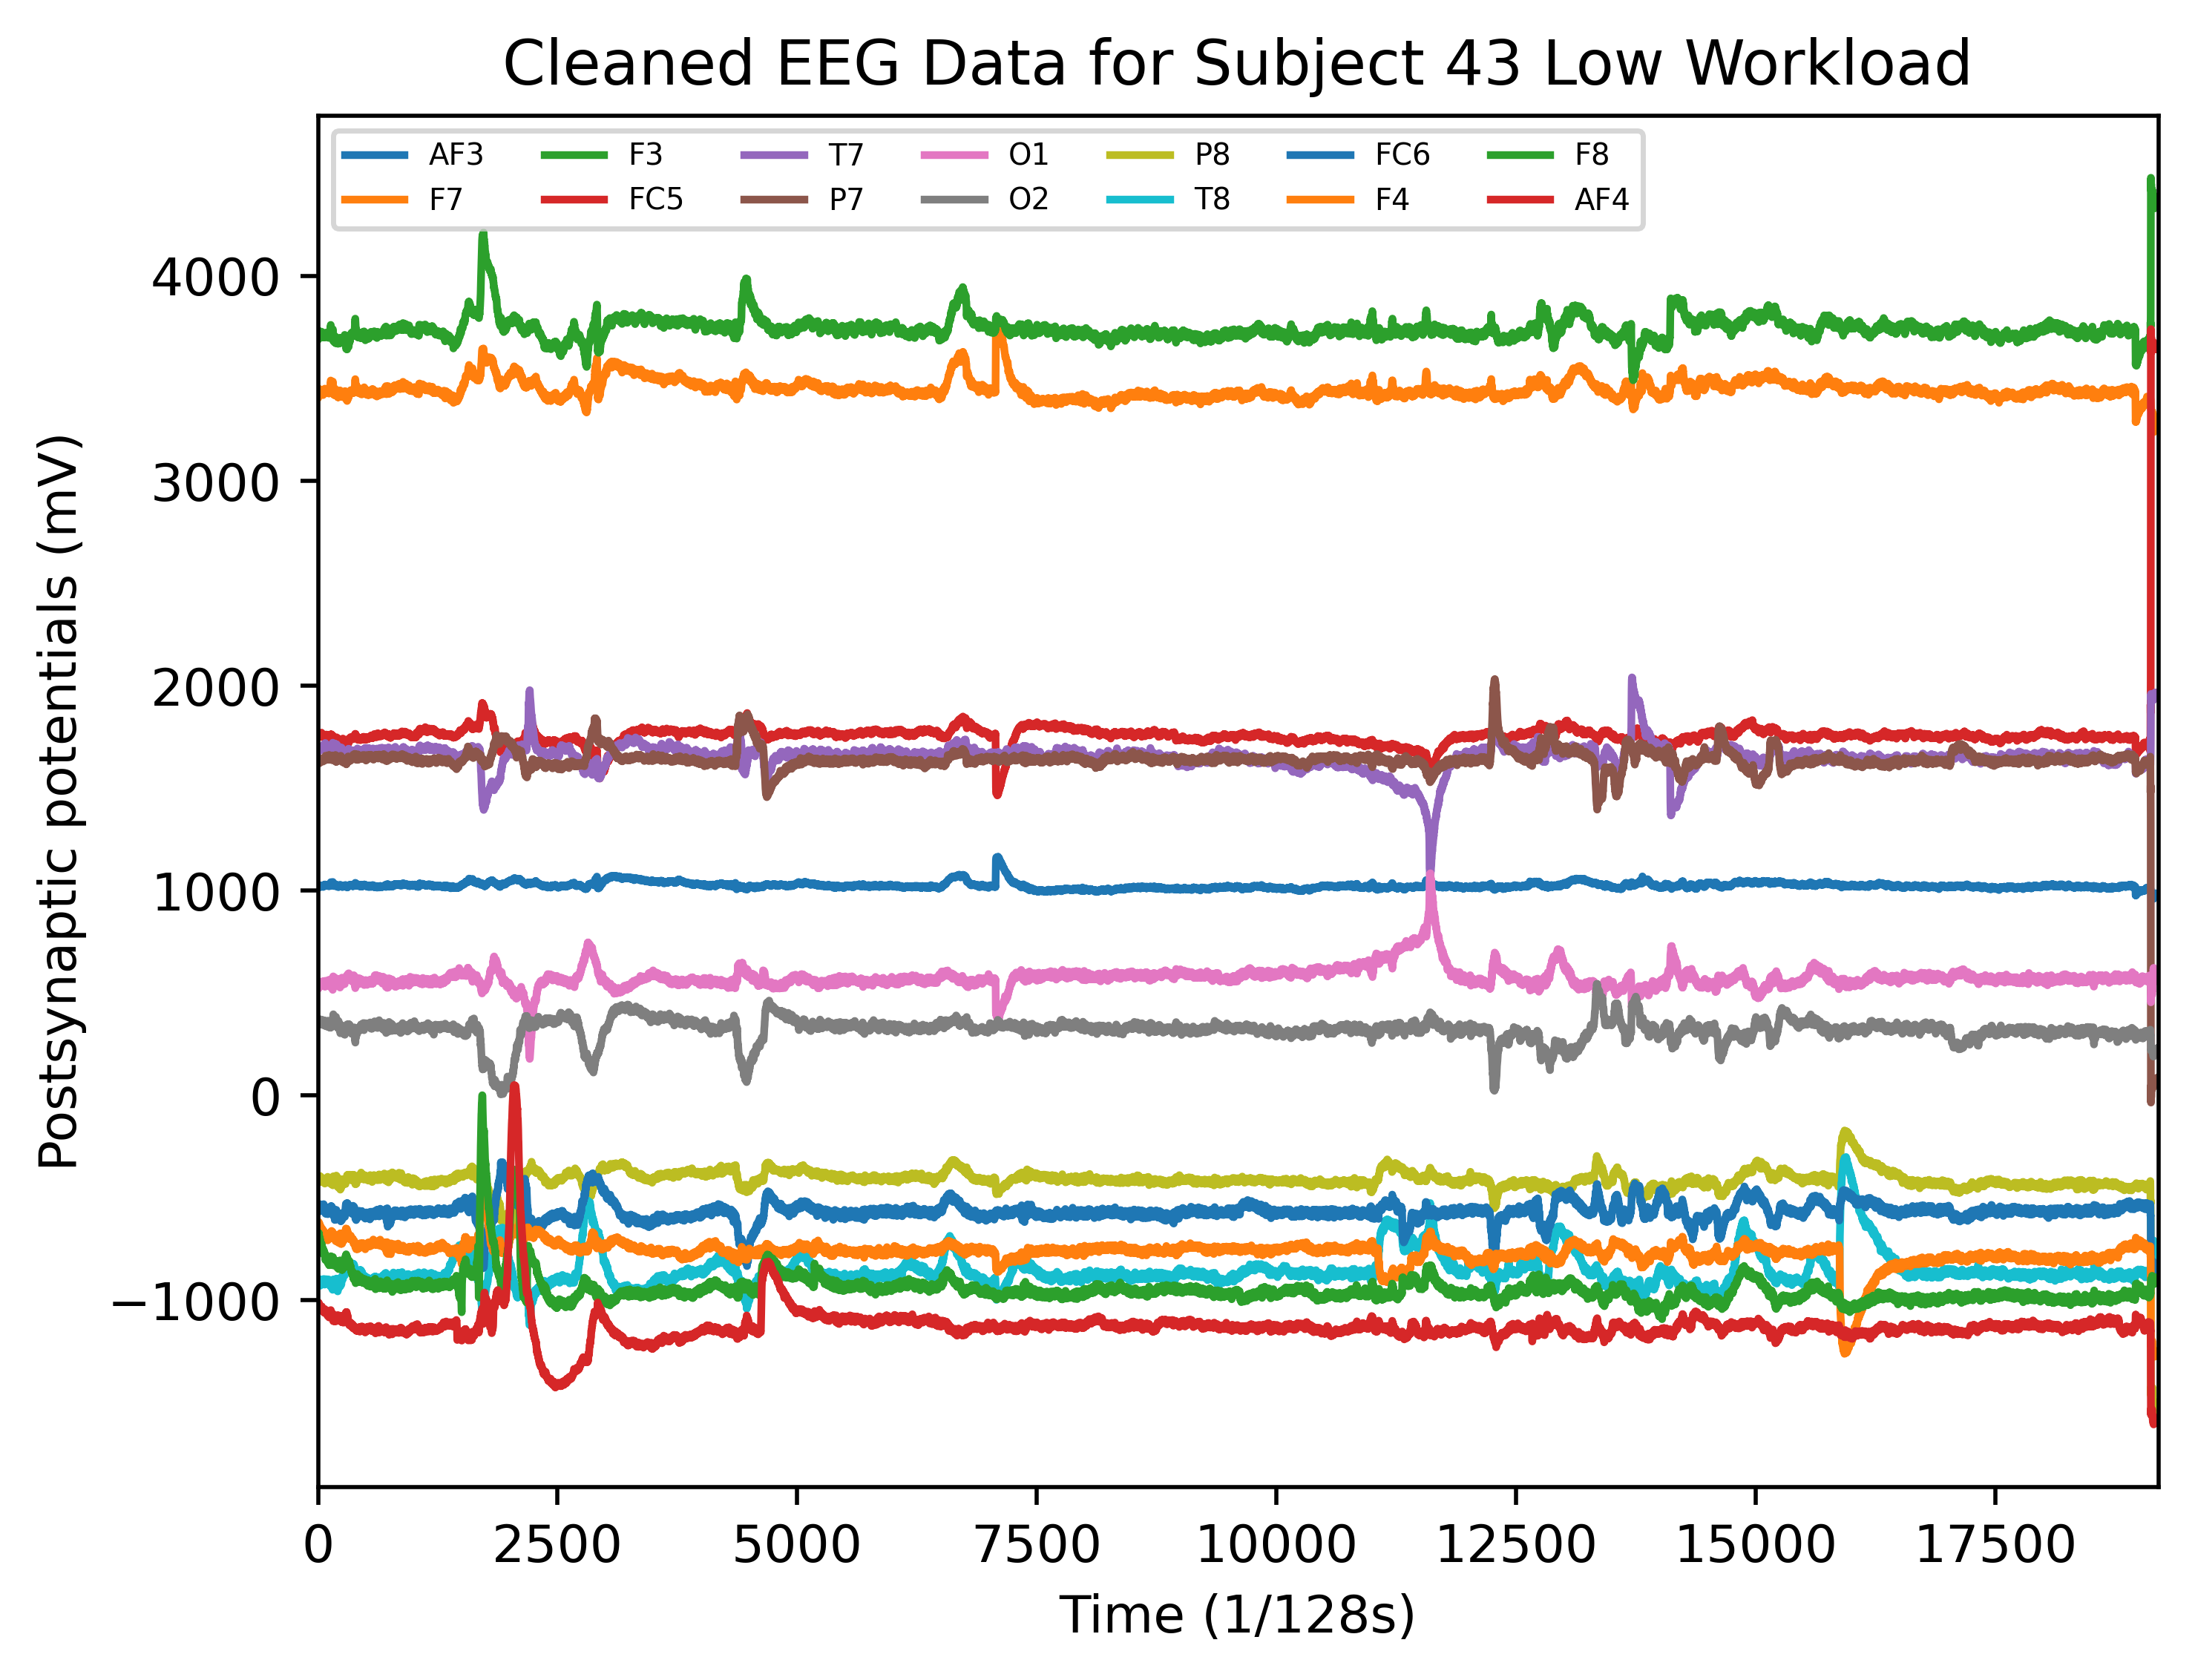 Cleaned EEG Data for Subject 43 Low Workload
AF3 F3 T7 O1 P8 FC6 F8
F7 FC5 P7 O2 T8 F4 AF4
Postsynaptic potentials (mV)
4000
3000
2000
1000
0
−1000
0 2500 5000 7500 10000 12500 15000 17500
Time (1/128s)